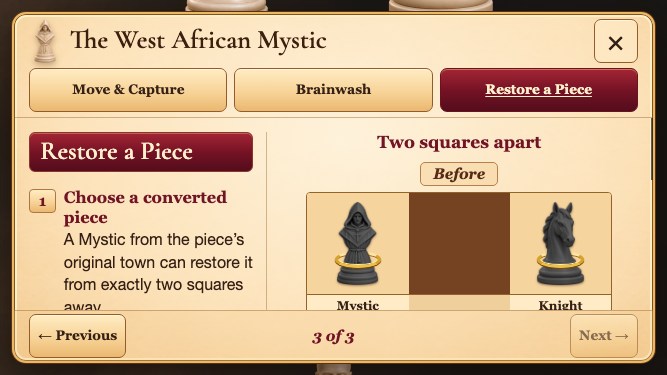 The West African Mystic
×
Move & Capture
Brainwash
Restore a Piece
Restore a Piece
1
Choose a converted
piece
A Mystic from the piece's
original town can restore it
from exactly two squares
away
Two squares apart
Before
Mystic
Knight
← Previous
3 of 3
Next →